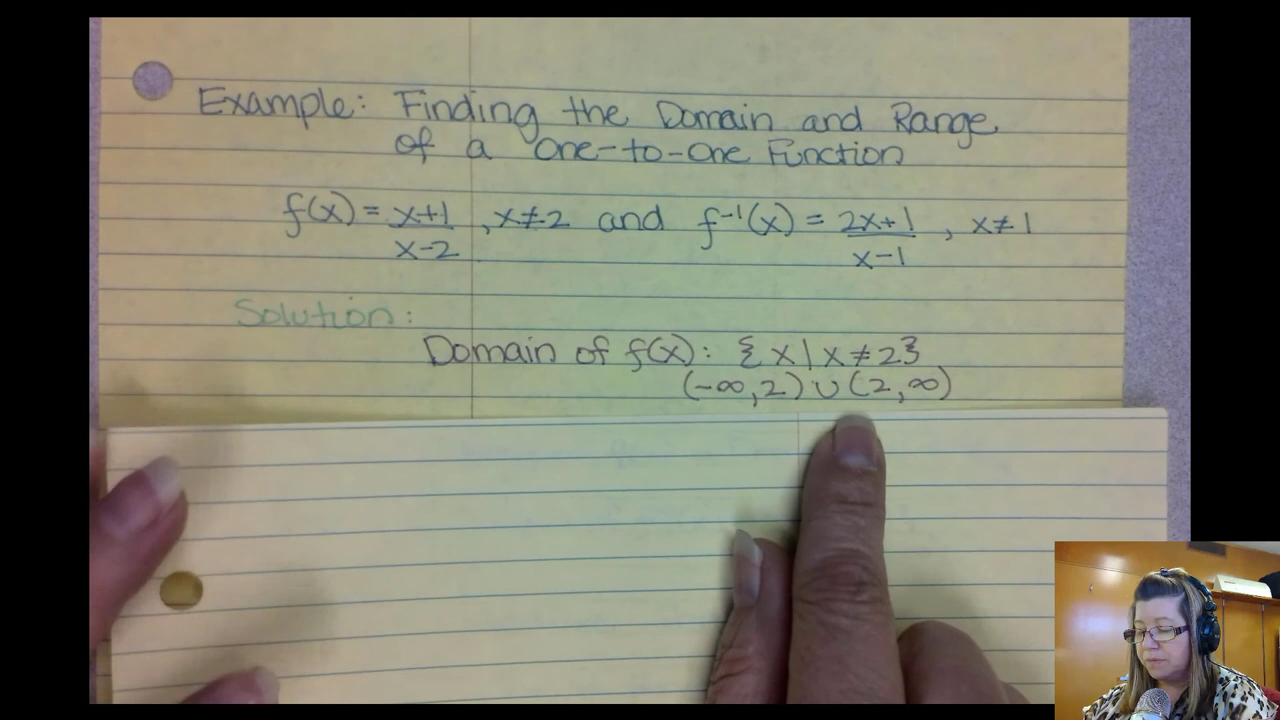 Example: Finding the Domain and Range
of a One-to-One Function
f(x) = x+1/x-2, x≠2 and f⁻¹(x) = 2x+1/x-1, x≠1
Solution:
Domain of f(x): {x|x≠2}
(-∞,2)∪(2,∞)